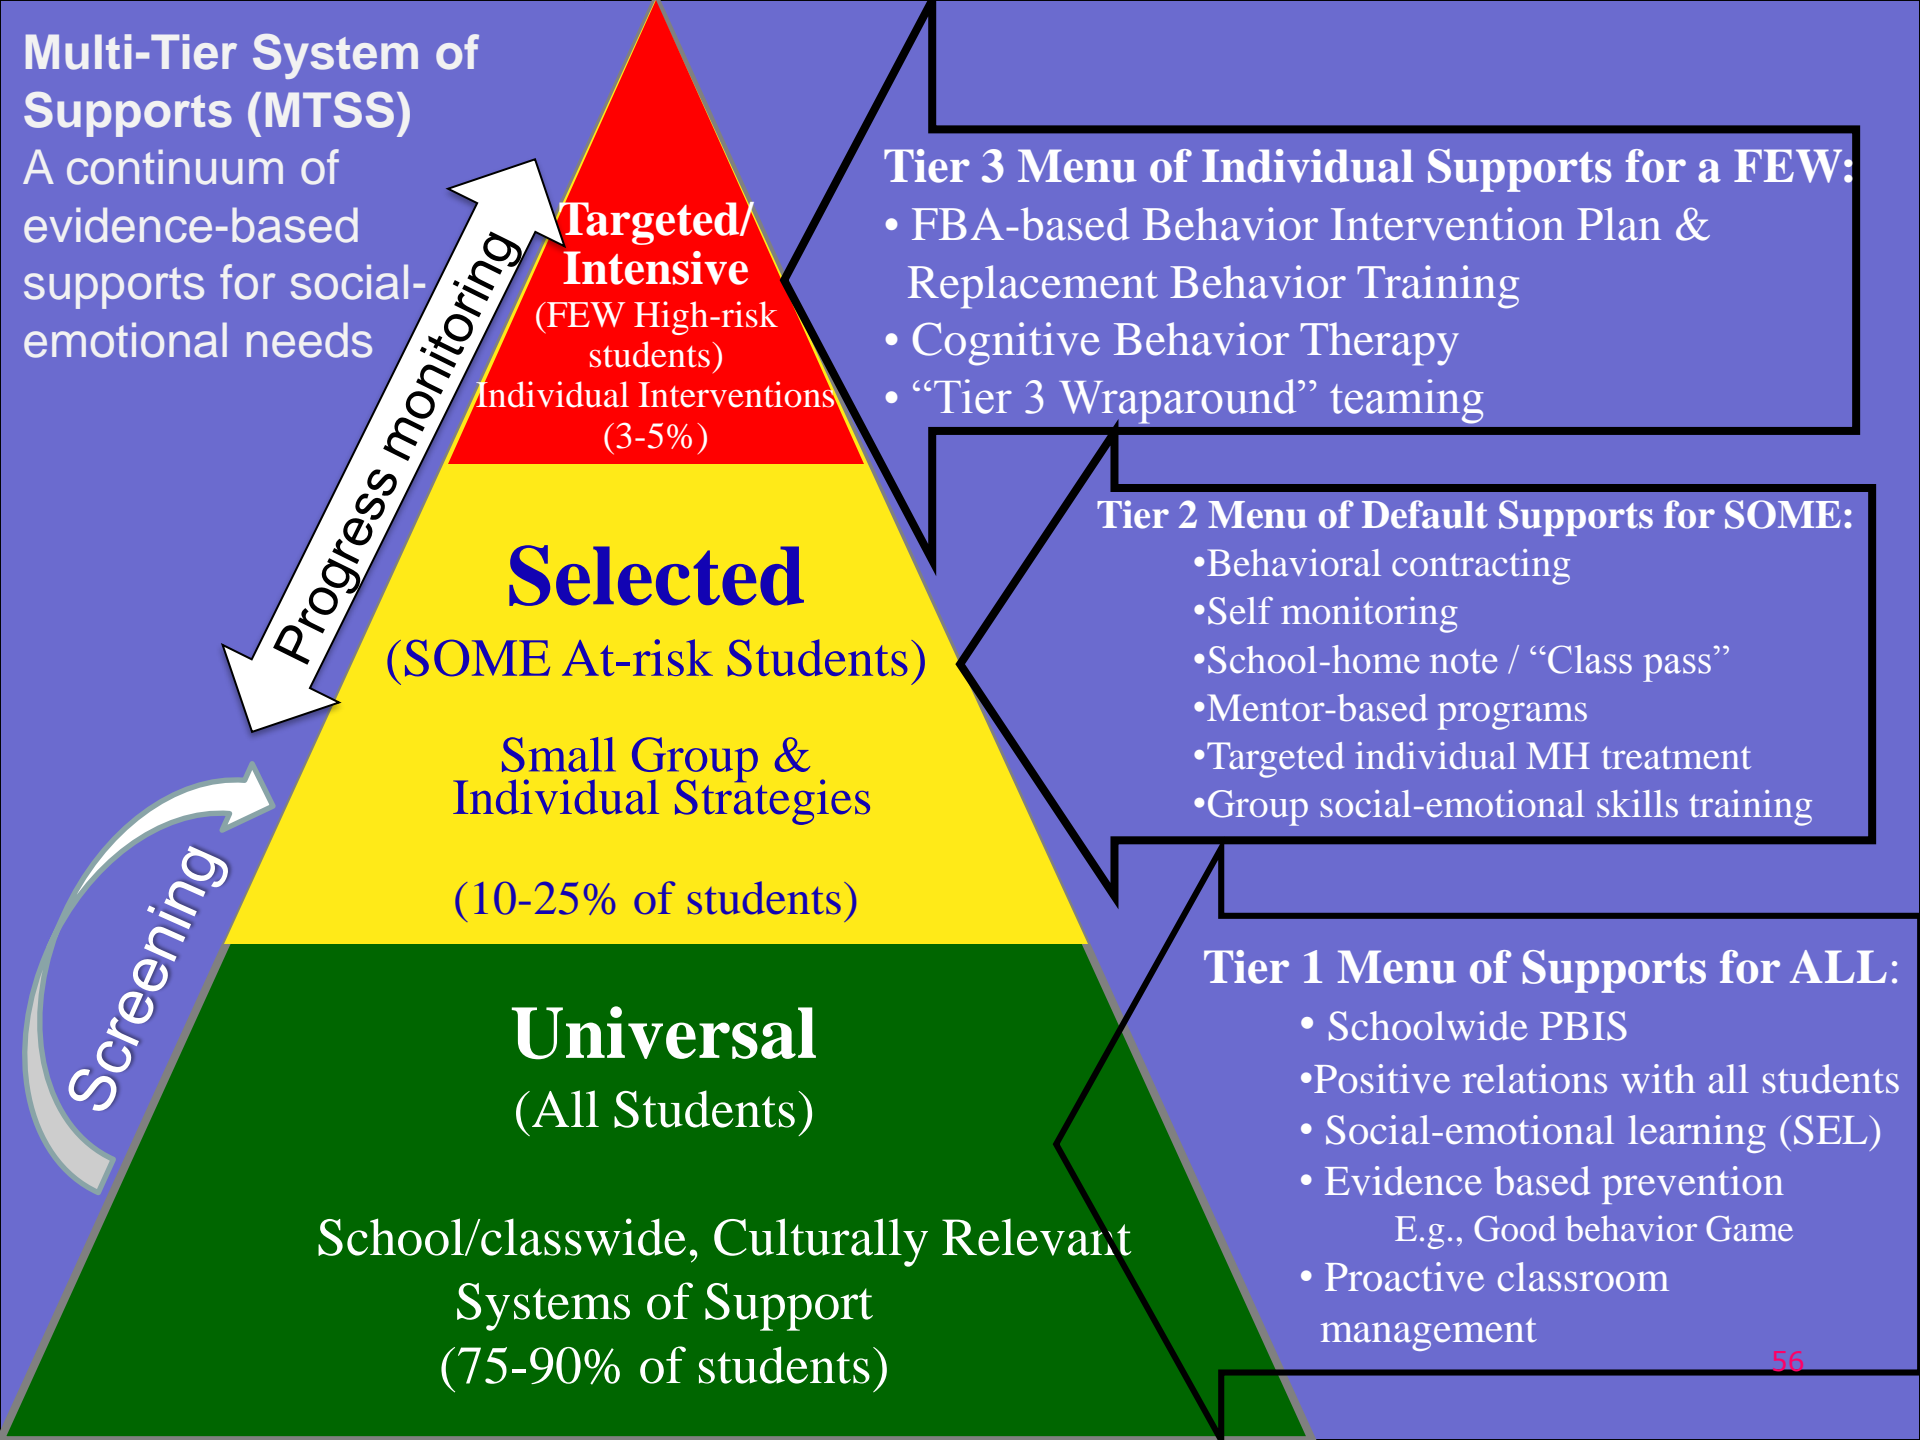 Multi-Tier System of
Supports (MTSS)
A continuum of
evidence-based
supports for social-
emotional needs
Progress monitoring
Screening
Targeted/
Intensive
(FEW High-risk
students)
Individual Interventions
(3-5%)
Selected
(SOME At-risk Students)
Small Group &
Individual Strategies
(10-25% of students)
Universal
(All Students)
School/classwide, Culturally Relevant
Systems of Support
(75-90% of students)
Tier 3 Menu of Individual Supports for a FEW:
• FBA-based Behavior Intervention Plan &
Replacement Behavior Training
• Cognitive Behavior Therapy
• “Tier 3 Wraparound” teaming
Tier 2 Menu of Default Supports for SOME:
•Behavioral contracting
•Self monitoring
•School-home note / “Class pass”
•Mentor-based programs
•Targeted individual MH treatment
•Group social-emotional skills training
Tier 1 Menu of Supports for ALL:
• Schoolwide PBIS
•Positive relations with all students
• Social-emotional learning (SEL)
• Evidence based prevention
E.g., Good behavior Game
• Proactive classroom
management
56